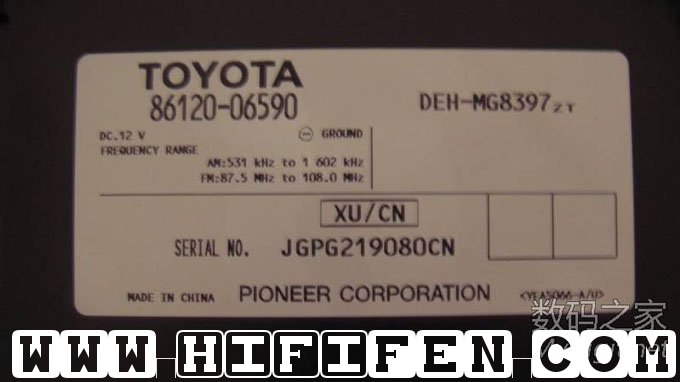 TOYOTA
86120-06590
DEH-MG8397ZT
DC.12 V
⊖ GROUND
FREQUENCY RANGE
AM:531 kHz to 1 602 kHz
FM:87.5 MHz to 108.0 MHz
XU/CN
SERIAL NO. JGPG219080CN
MADE IN CHINA PIONEER CORPORATION
数码之家
WWW HIFIFEN COM